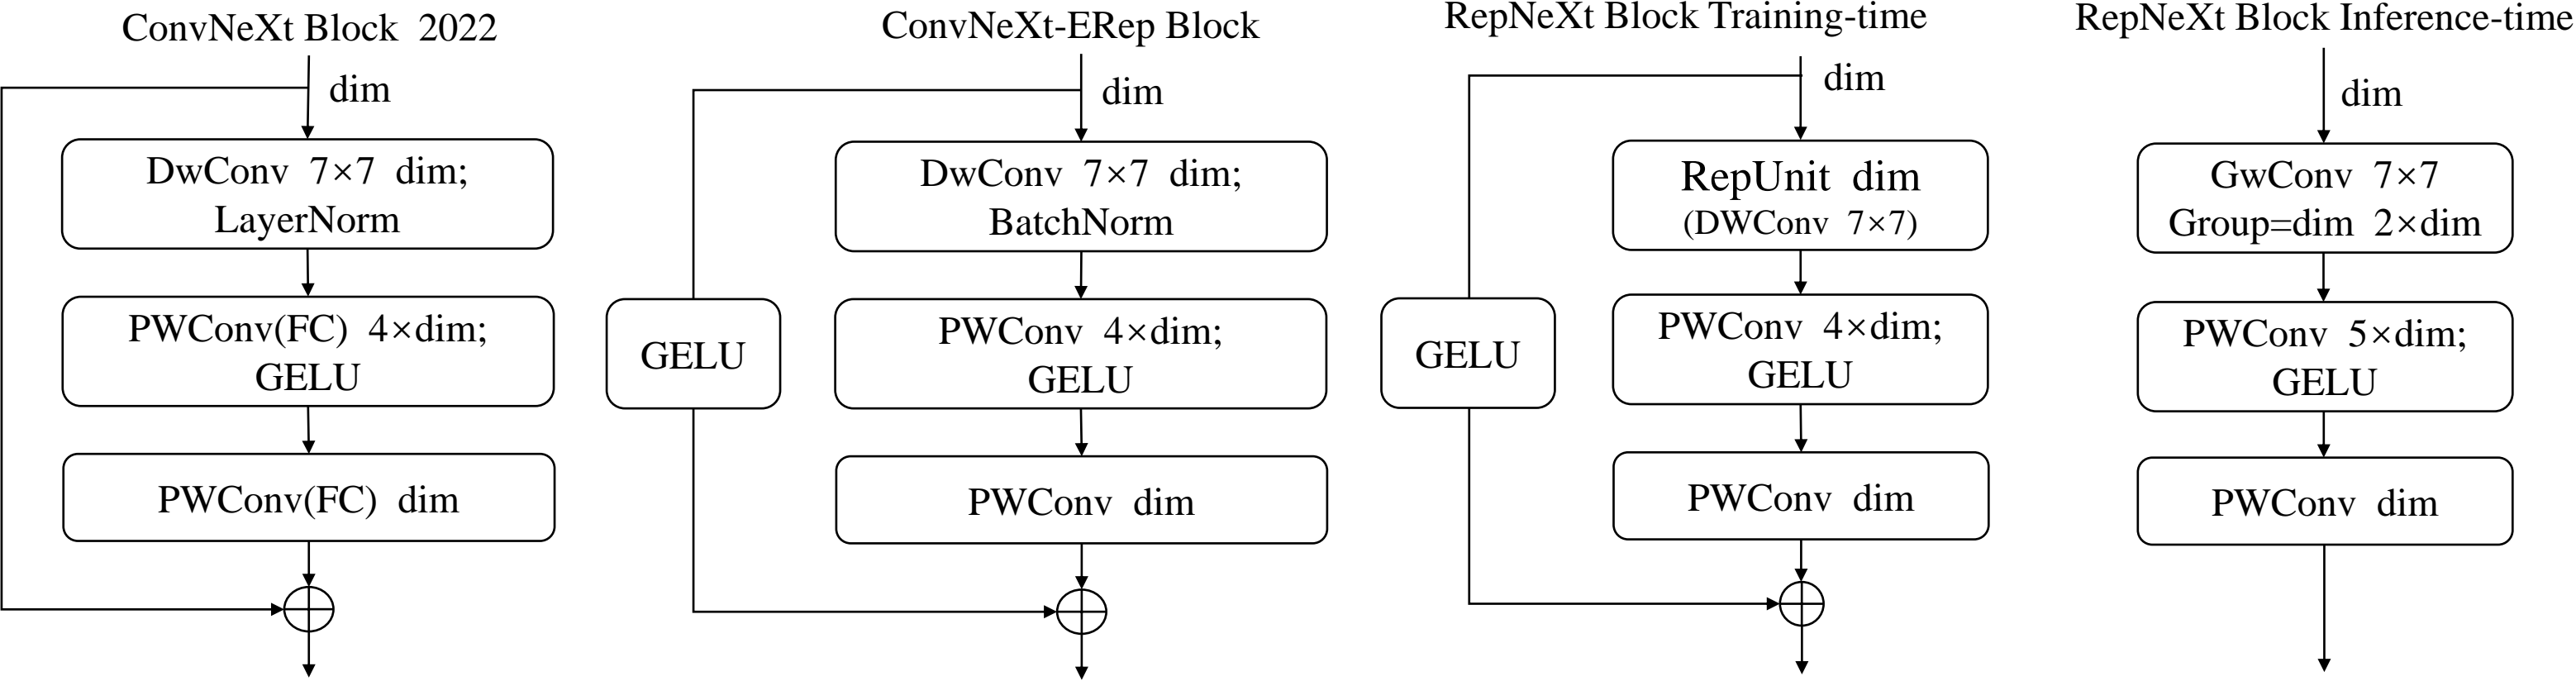 ConvNeXt Block 2022
dim
DwConv 7×7 dim;
LayerNorm
PWConv(FC) 4×dim;
GELU
PWConv(FC) dim
ConvNeXt-ERep Block
dim
DwConv 7×7 dim;
BatchNorm
GELU
PWConv 4×dim;
GELU
PWConv dim
RepNeXt Block Training-time
dim
RepUnit dim
(DWConv 7×7)
GELU
PWConv 4×dim;
GELU
PWConv dim
RepNeXt Block Inference-time
dim
GwConv 7×7
Group=dim 2×dim
PWConv 5×dim;
GELU
PWConv dim